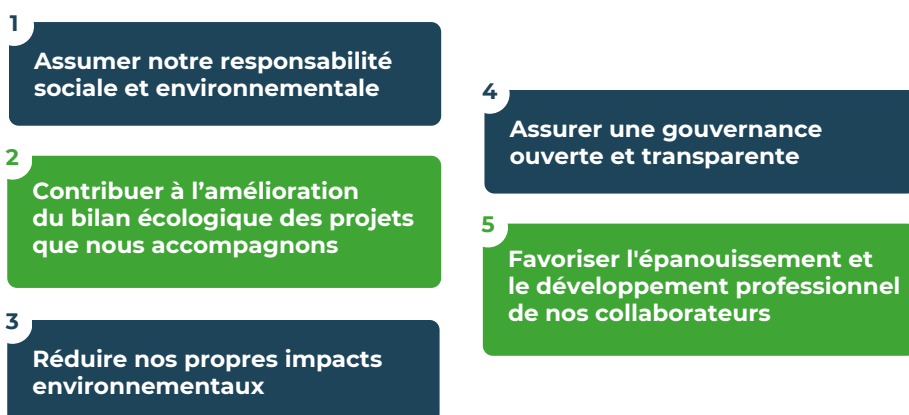 1
Assumer notre responsabilité
sociale et environnementale
2
Contribuer à l’amélioration
du bilan écologique des projets
que nous accompagnons
3
Réduire nos propres impacts
environnementaux
4
Assurer une gouvernance
ouverte et transparente
5
Favoriser l'épanouissement et
le développement professionnel
de nos collaborateurs